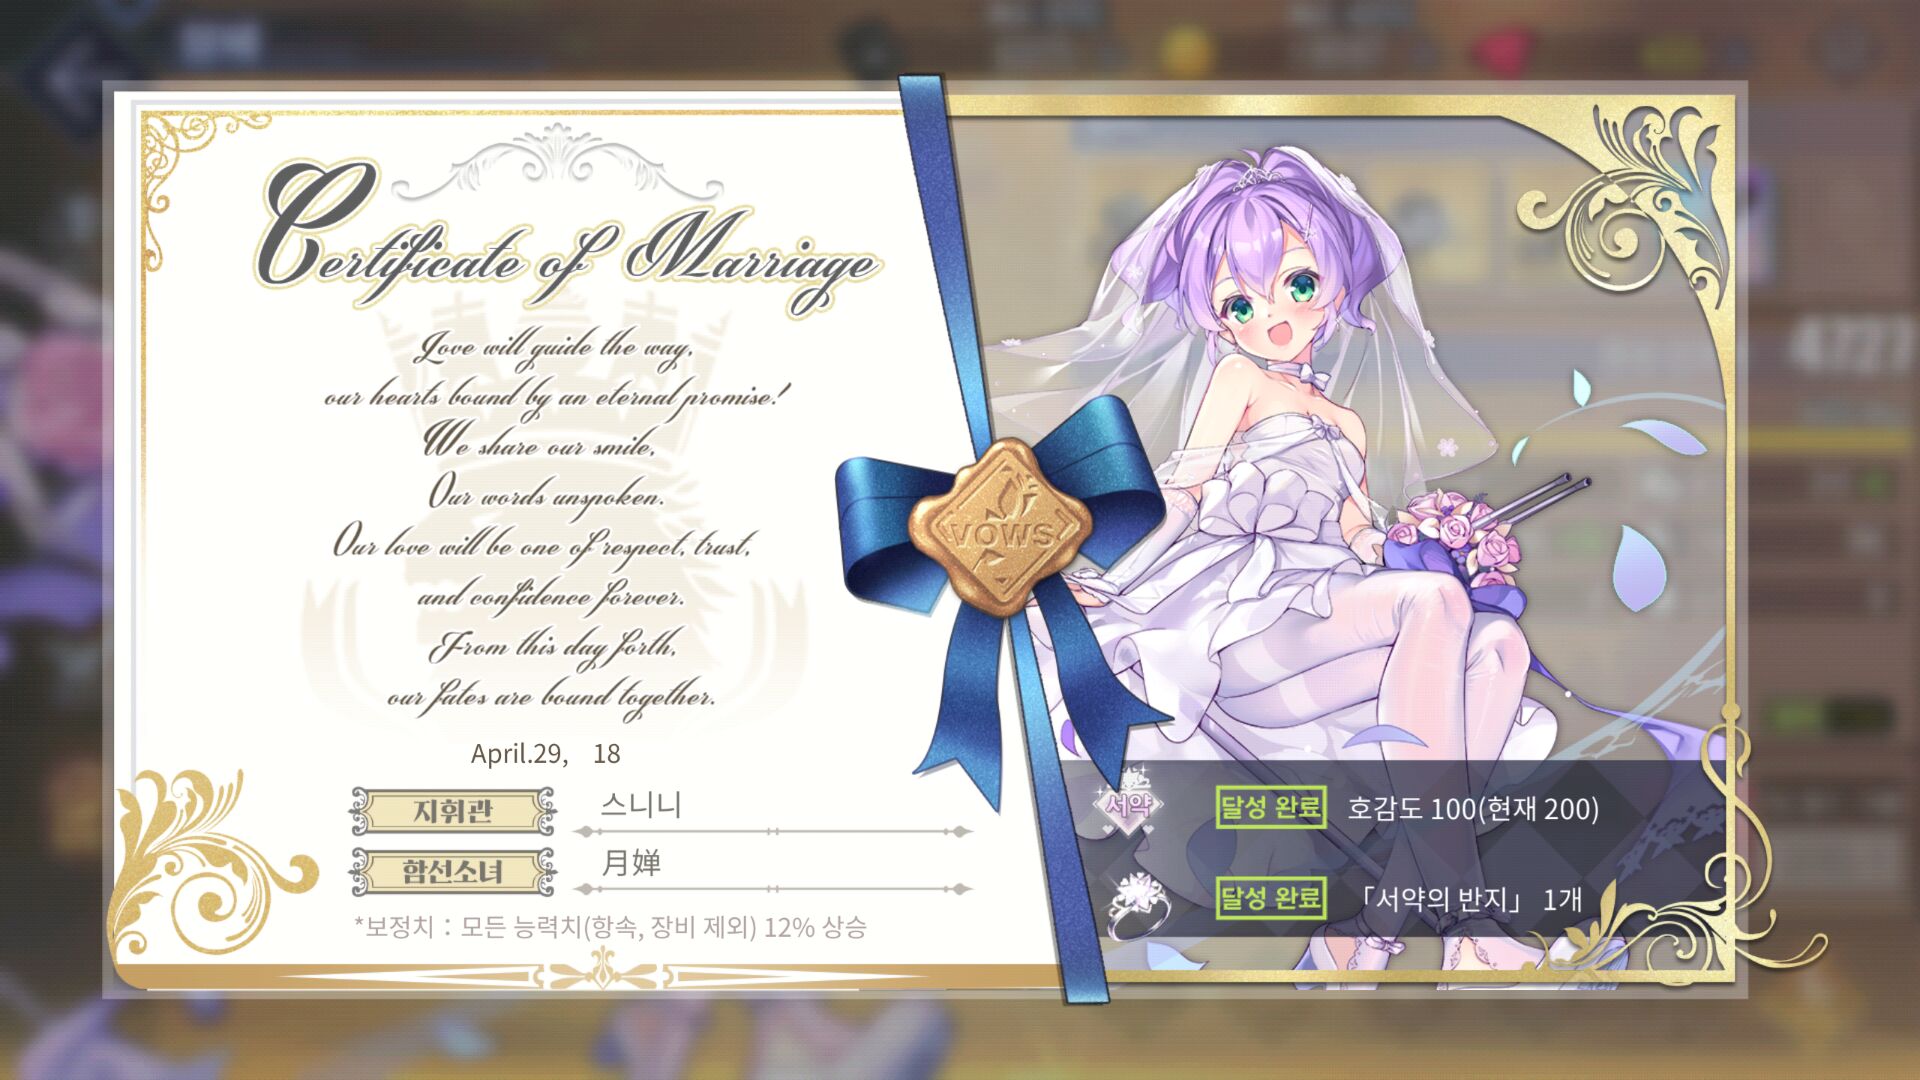 Certificate of Marriage
Love will guide the way,
our hearts bound by an eternal promise!
We share our smile,
Our words unspoken.
Our love will be one of respect, trust,
and confidence forever.
From this day forth,
our fates are bound together.
April.29, 18
지휘관 스니니
함선소녀 月婵
*보정치 : 모든 능력치(항속, 장비 제외) 12% 상승
VOWS
서약 달성 완료 호감도 100(현재 200)
달성 완료 「서약의 반지」 1개